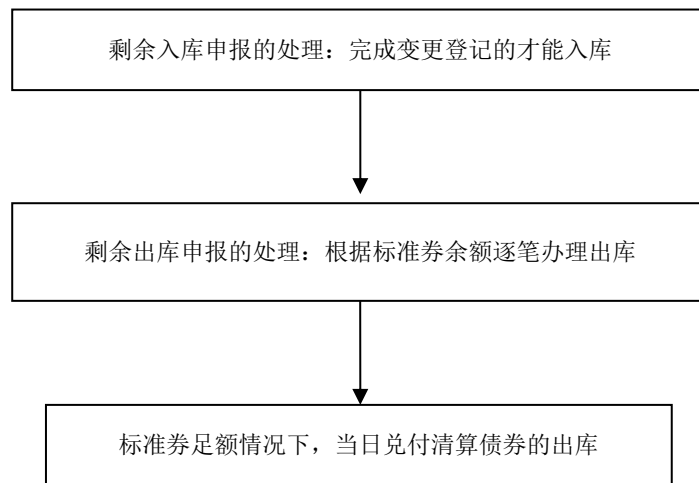 剩余入库申报的处理：完成变更登记的才能入库
剩余出库申报的处理：根据标准券余额逐笔办理出库
标准券足额情况下，当日兑付清算债券的出库